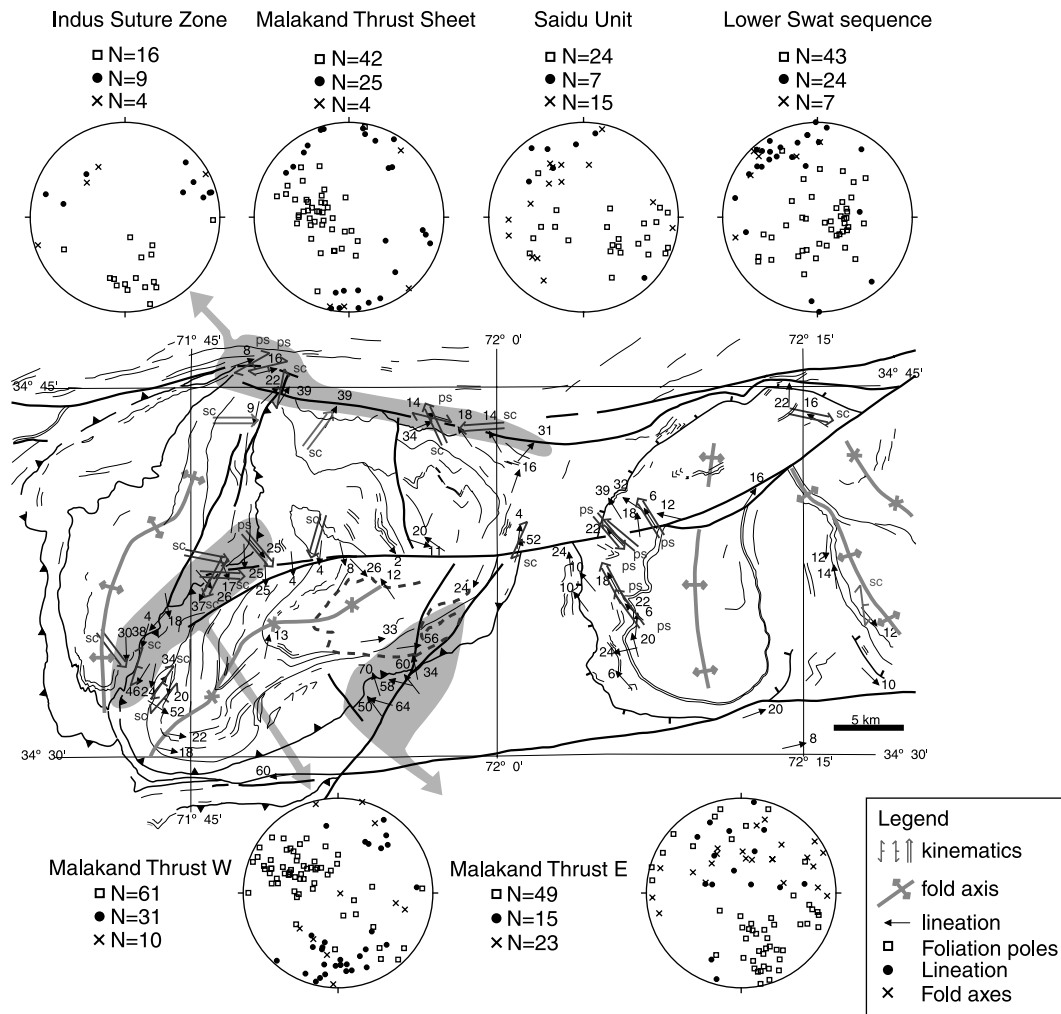 Indus Suture Zone
N=16
N=9
N=4
Malakand Thrust Sheet
N=42
N=25
N=4
Saidu Unit
N=24
N=7
N=15
Lower Swat sequence
N=43
N=24
N=7
71° 45'
72° 0'
72° 15'
34° 45'
34° 45'
ps
ps
8
16
sc
22
39
39
sc
9
sc
14
ps
18
14
sc
34
sc
31
16
22
16
sc
16
4
52
sc
39
32
6
12
18
ps
22
ps
ps
24
10
10
18
ps
22
6
ps
20
24
6
12
14
sc
12
10
20
8
sc
ps
25
sc
20
11
2
sc
25
17
sc
26
25
4
4
8
26
12
24
37
sc
18
4
30
38
sc
sc
13
33
56
60
34
70
58
50
64
34
sc
46
24
20
52
sc
22
18
60
5 km
34° 30'
34° 30'
71° 45'
72° 0'
72° 15'
Malakand Thrust W
N=61
N=31
N=10
Malakand Thrust E
N=49
N=15
N=23
Legend
kinematics
fold axis
lineation
Foliation poles
Lineation
Fold axes